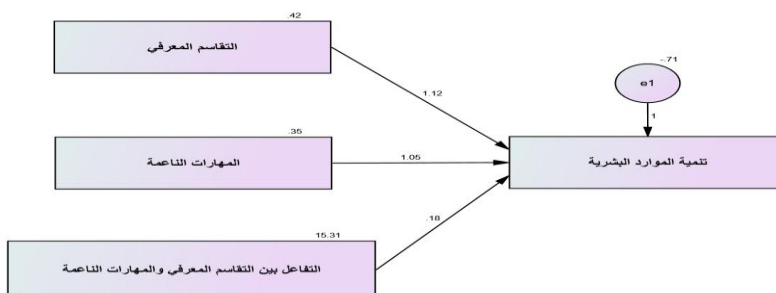 .42
التقاسم المعرفي
-.71
e1
1.12
1
.35
المهارات الناعمة
1.05
تنمية الموارد البشرية
.18
15.31
التفاعل بين التقاسم المعرفي والمهارات الناعمة